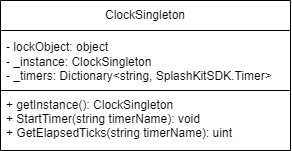 ClockSingleton
- lockObject: object
- _instance: ClockSingleton
- _timers: Dictionary<string, SplashKitSDK.Timer>
+ getInstance(): ClockSingleton
+ StartTimer(string timerName): void
+ GetElapsedTicks(string timerName): uint